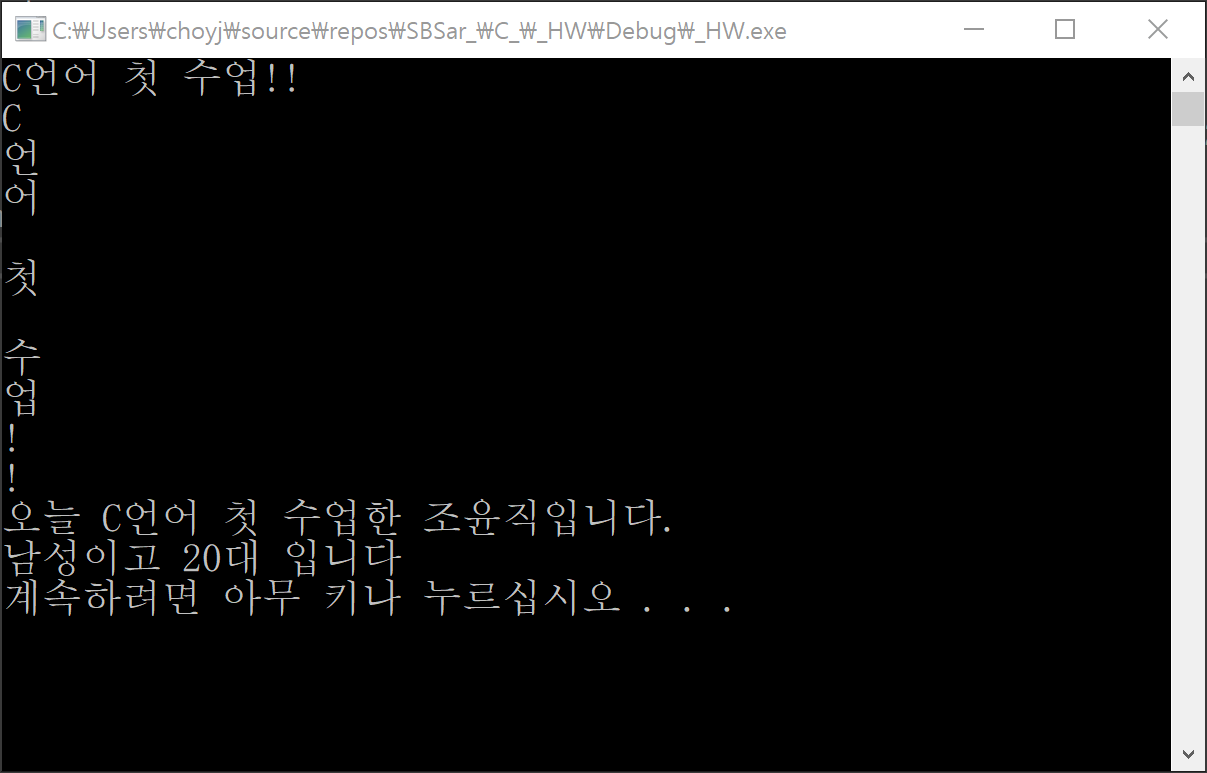 C:₩Users₩choyj₩source₩repos₩SBSar_₩C_₩_HW₩Debug₩_HW.exe
C언어 첫 수업!!
C
언
어
첫
수
업
!
!
오늘 C언어 첫 수업한 조윤직입니다.
남성이고 20대 입니다
계속하려면 아무 키나 누르십시오 . . .